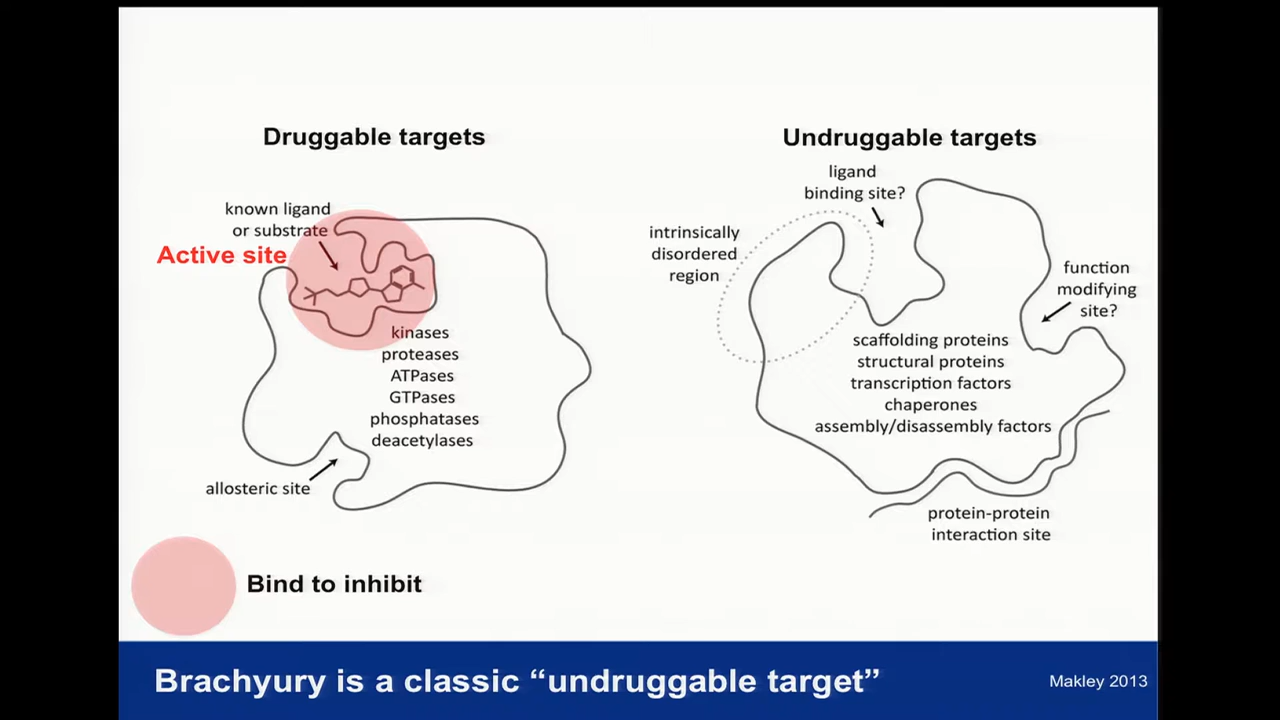 Druggable targets
known ligand
or substrate
Active site
kinases
proteases
ATPases
GTPases
phosphatases
deacetylases
allosteric site
Bind to inhibit
Undruggable targets
ligand
binding site?
intrinsically
disordered
region
function
modifying
site?
scaffolding proteins
structural proteins
transcription factors
chaperones
assembly/disassembly factors
protein-protein
interaction site
Brachyury is a classic “undruggable target”
Makley 2013